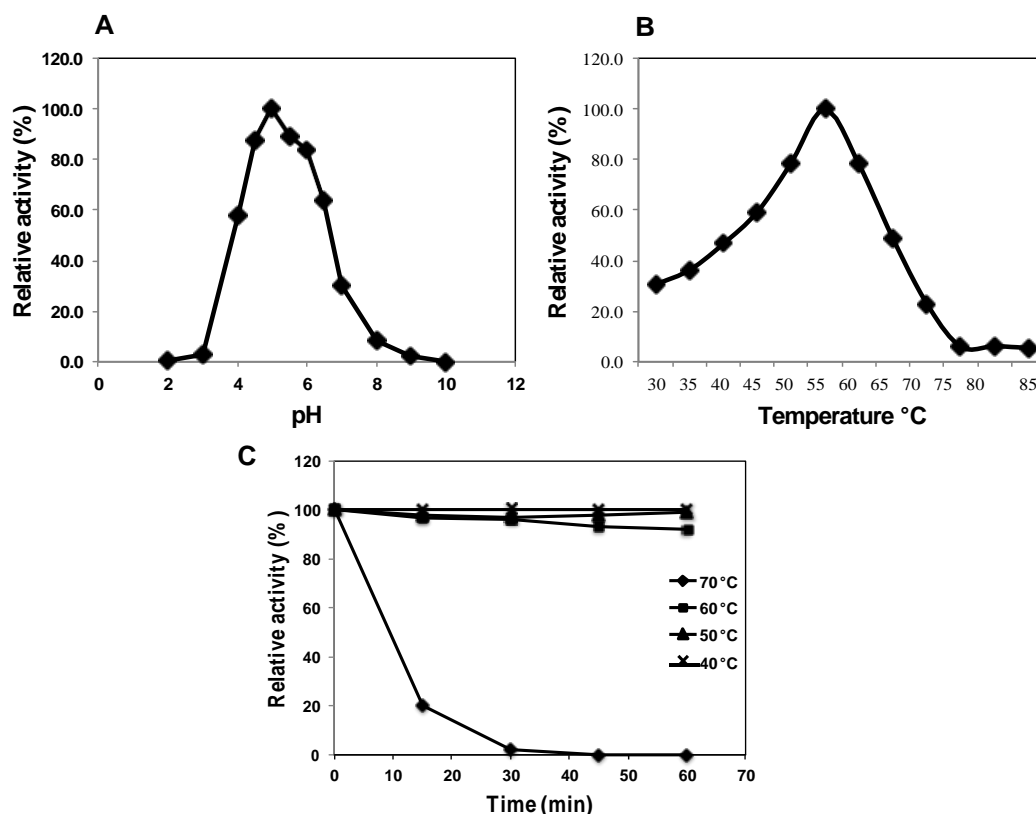 A
120.0
100.0
80.0
60.0
40.0
20.0
0.0
Relative activity (%)
0 2 4 6 8 10 12
pH
B
120.0
100.0
80.0
60.0
40.0
20.0
0.0
Relative activity (%)
30 35 40 45 50 55 60 65 70 75 80 85
Temperature °C
C
120
100
80
60
40
20
0
Relative activity (%)
70 °C
60 °C
50 °C
40 °C
0 10 20 30 40 50 60 70
Time (min)